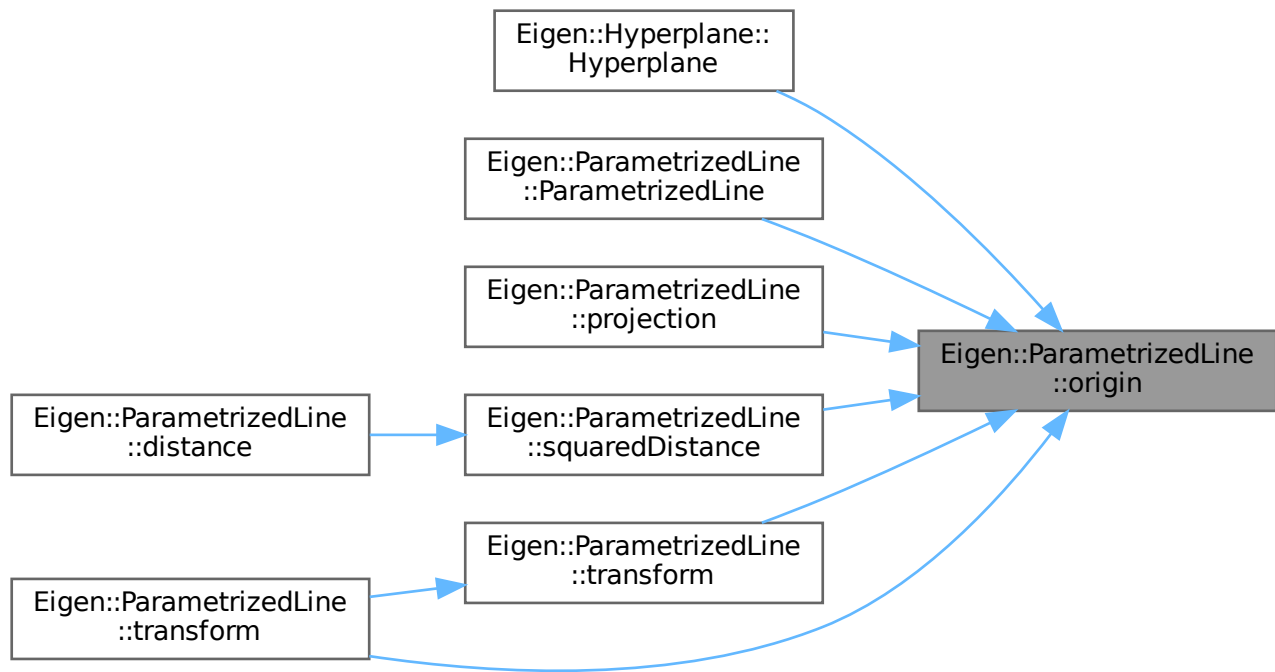 Eigen::Hyperplane::
Hyperplane
Eigen::ParametrizedLine
::ParametrizedLine
Eigen::ParametrizedLine
::projection
Eigen::ParametrizedLine
::origin
Eigen::ParametrizedLine
::distance
Eigen::ParametrizedLine
::squaredDistance
Eigen::ParametrizedLine
::transform
Eigen::ParametrizedLine
::transform